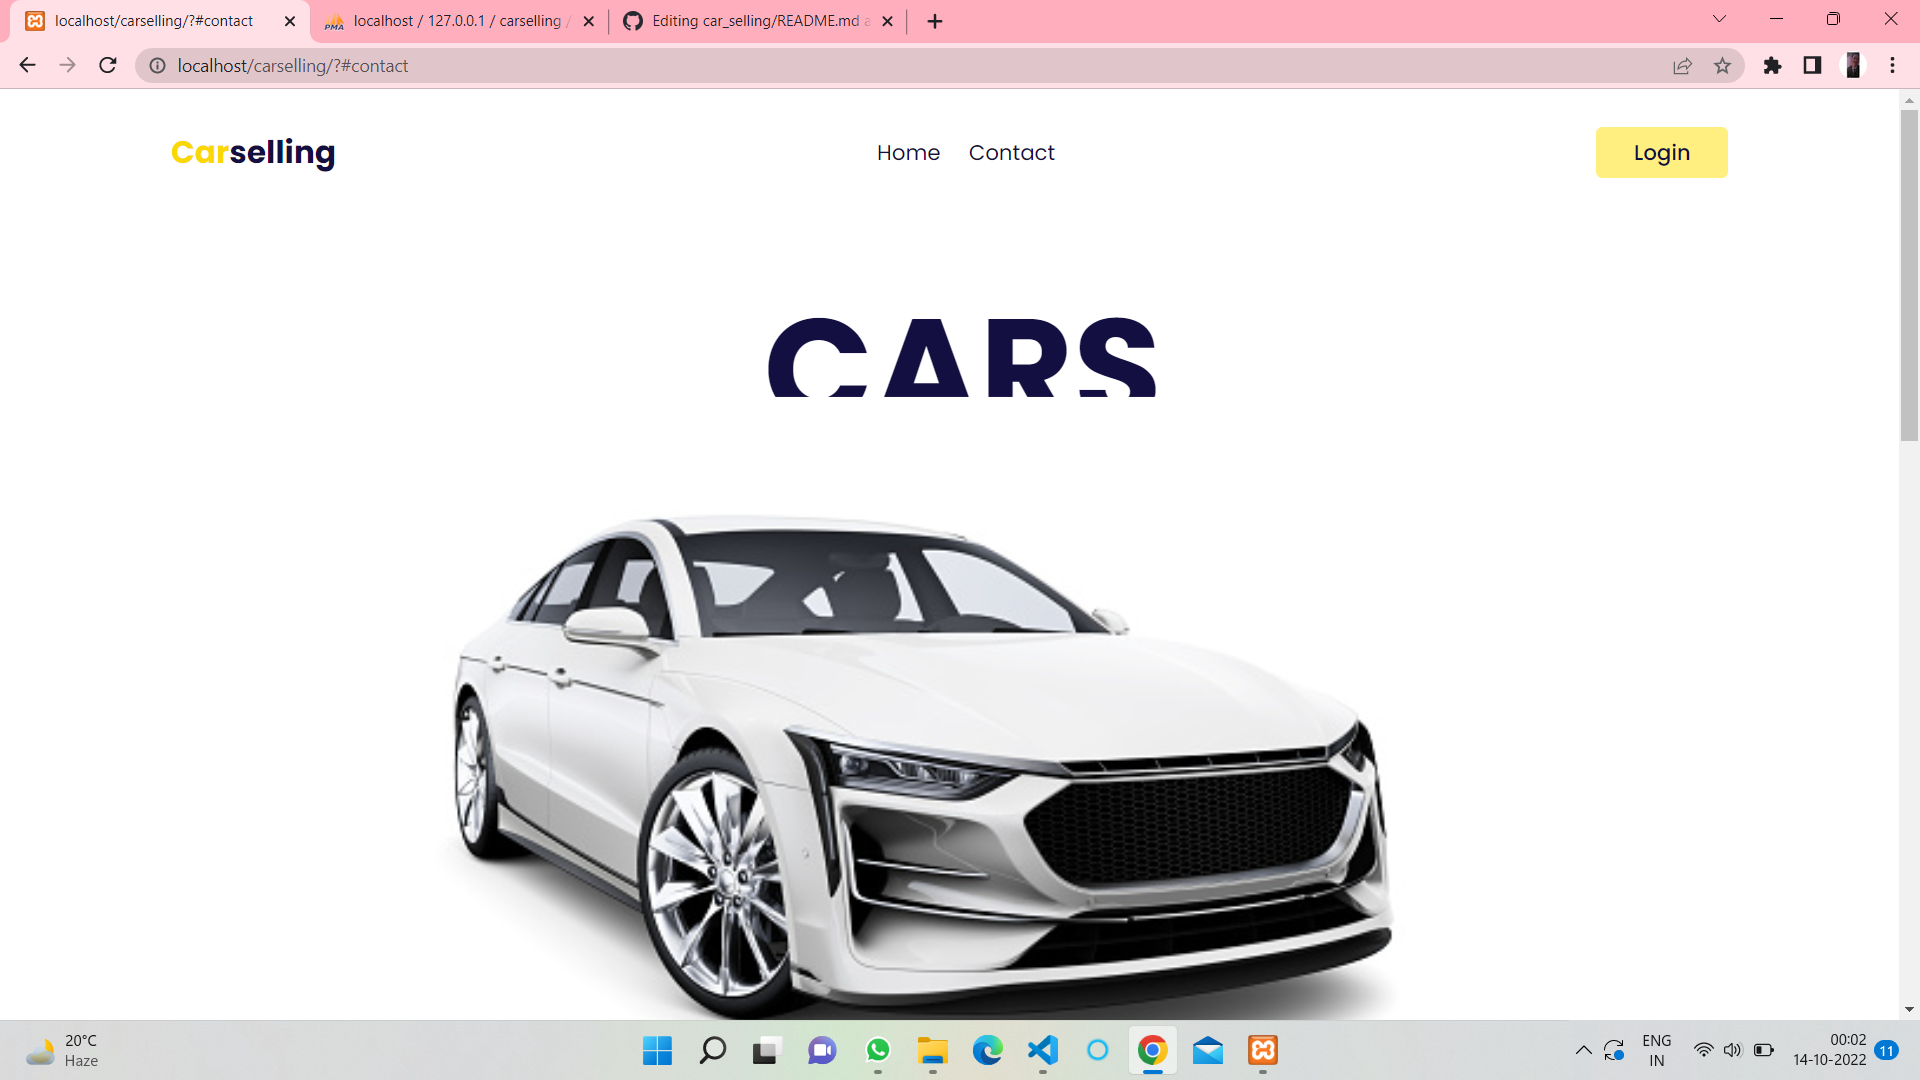 localhost/carselling/?#contact
localhost / 127.0.0.1 / carselling /
Editing car_selling/README.md a
localhost/carselling/?#contact
Carselling
Home
Contact
Login
CARS
20°C
Haze
ENG
IN
00:02
14-10-2022
11